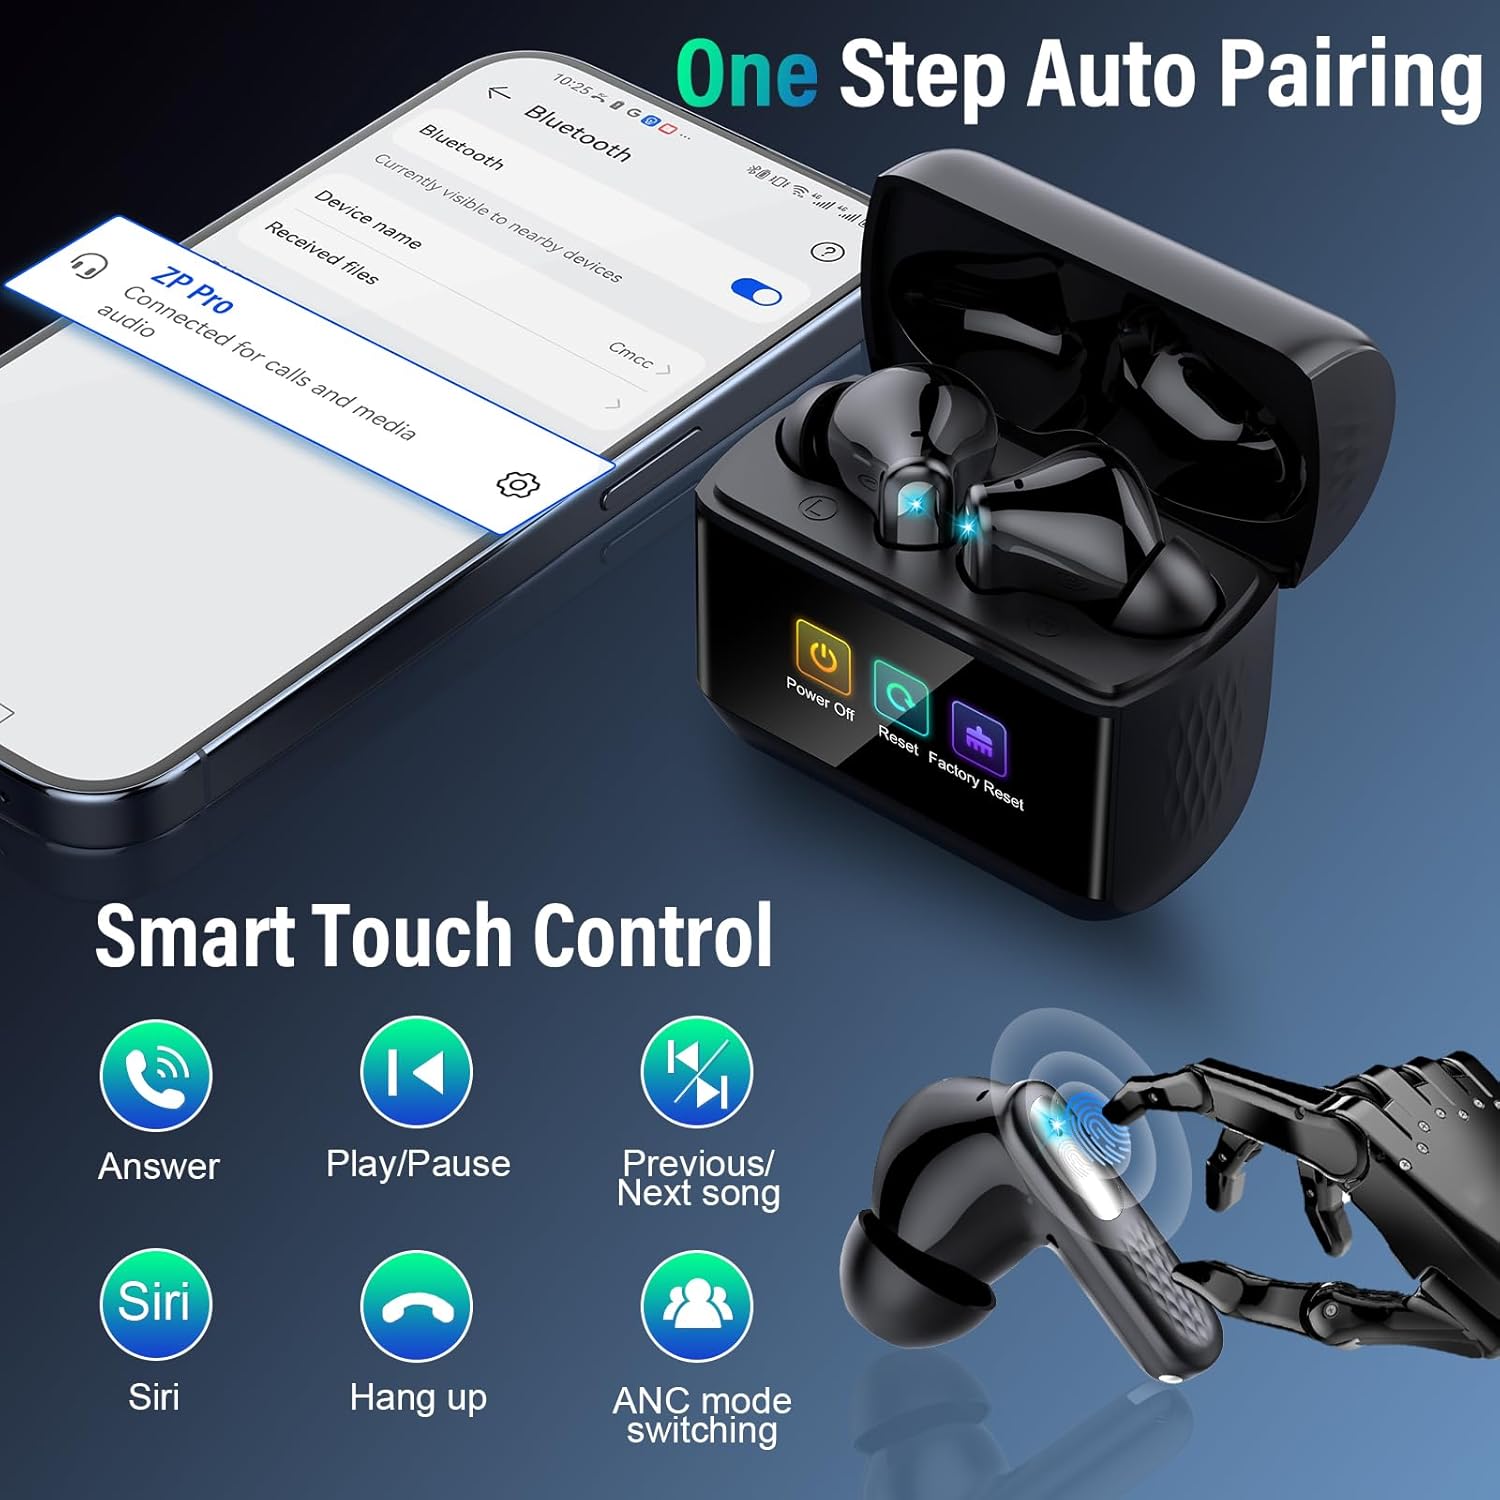 One Step Auto Pairing
10:25
Bluetooth
Bluetooth
Currently visible to nearby devices
Device name
Cmcc
Received files
ZP Pro
Connected for calls and media
audio
L
Power Off
Reset
Factory Reset
Smart Touch Control
Answer
Play/Pause
Previous/
Next song
Siri
Siri
Hang up
ANC mode
switching